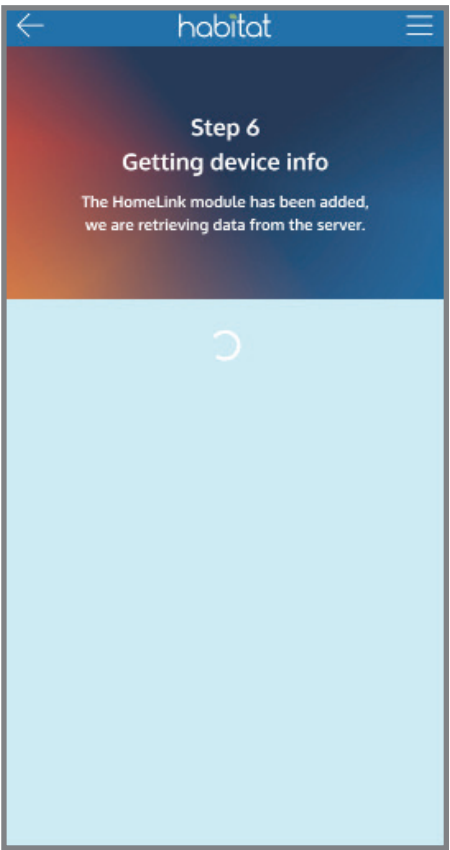 habitat
Step 6
Getting device info
The HomeLink module has been added,
we are retrieving data from the server.